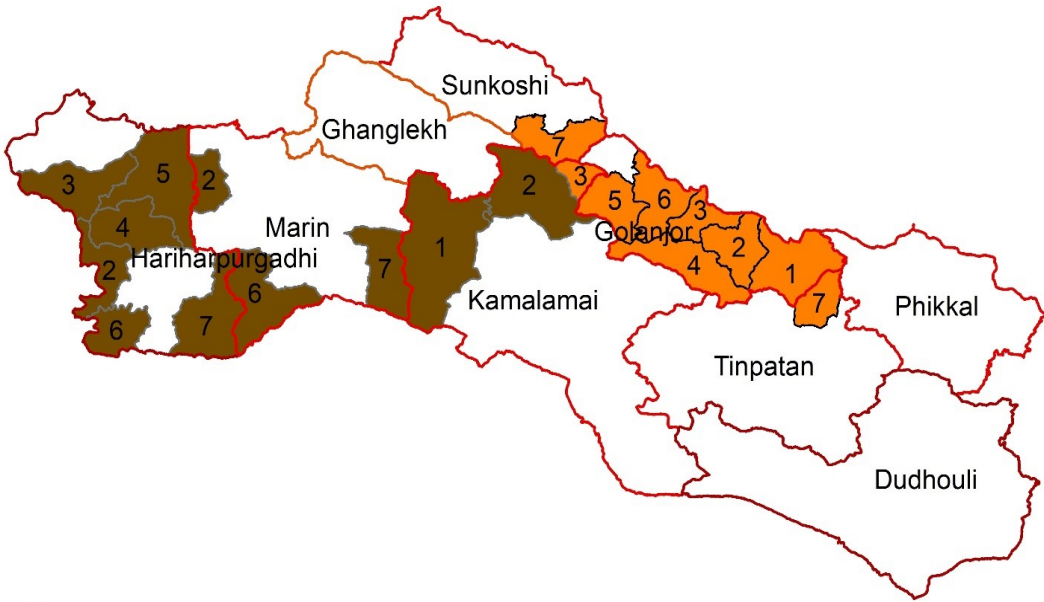 Sunkoshi
Ghanglekh
7
5
3
2
2
3
5
6
3
4
Marin
Golanjor
2
Hariharpurgadhi
1
7
4
1
2
6
Kamalamai
7
Phikkal
6
7
Tinpatan
Dudhouli